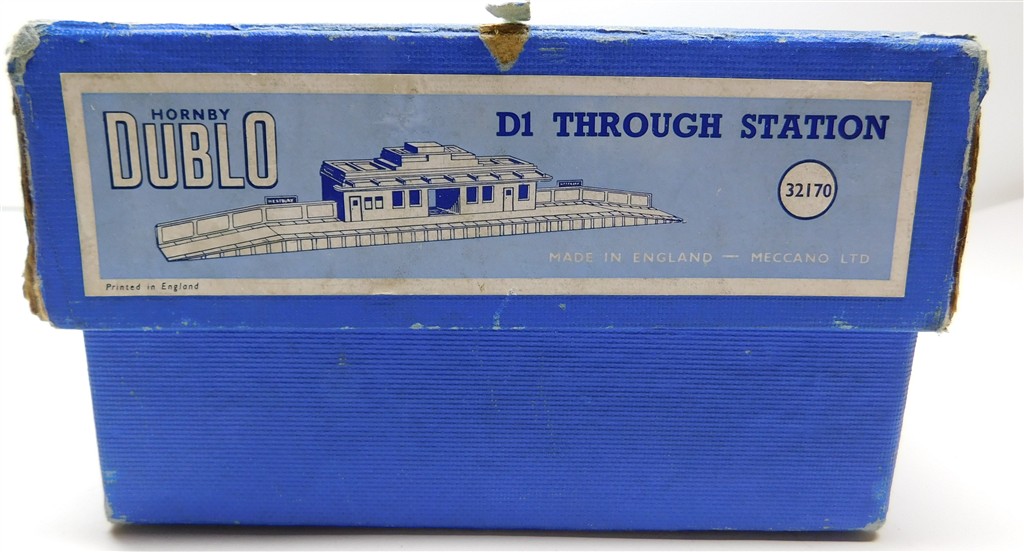 HORNBY
DUBLO
D1 THROUGH STATION
32170
MADE IN ENGLAND — MECCANO LTD
Printed in England